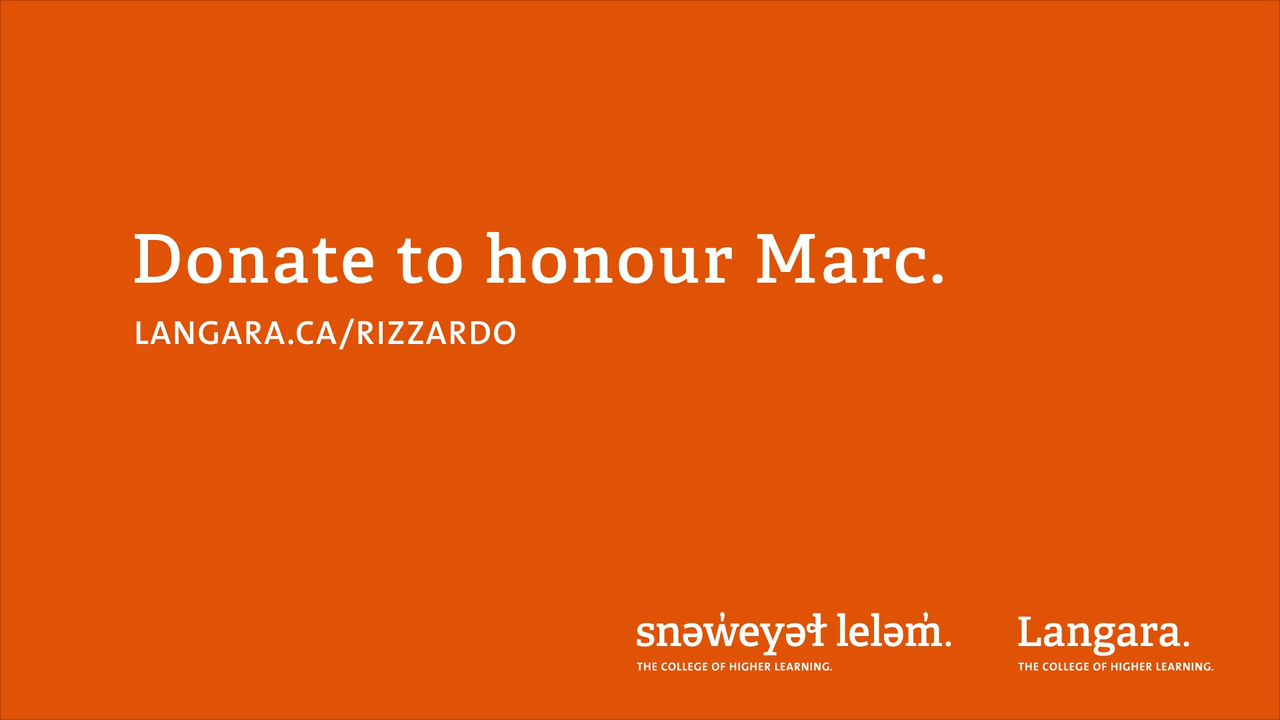 Donate to honour Marc.
LANGARA.CA/RIZZARDO
snəw̓eyəɬ leləm̓.
THE COLLEGE OF HIGHER LEARNING.
Langara.
THE COLLEGE OF HIGHER LEARNING.